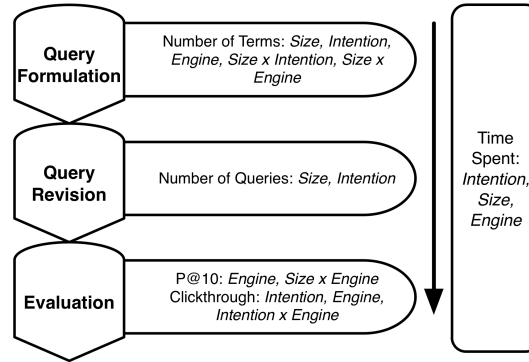 Query
Formulation
Number of Terms: Size, Intention,
Engine, Size x Intention, Size x
Engine
Query
Revision
Number of Queries: Size, Intention
Evaluation
P@10: Engine, Size x Engine
Clickthrough: Intention, Engine,
Intention x Engine
Time
Spent:
Intention,
Size,
Engine